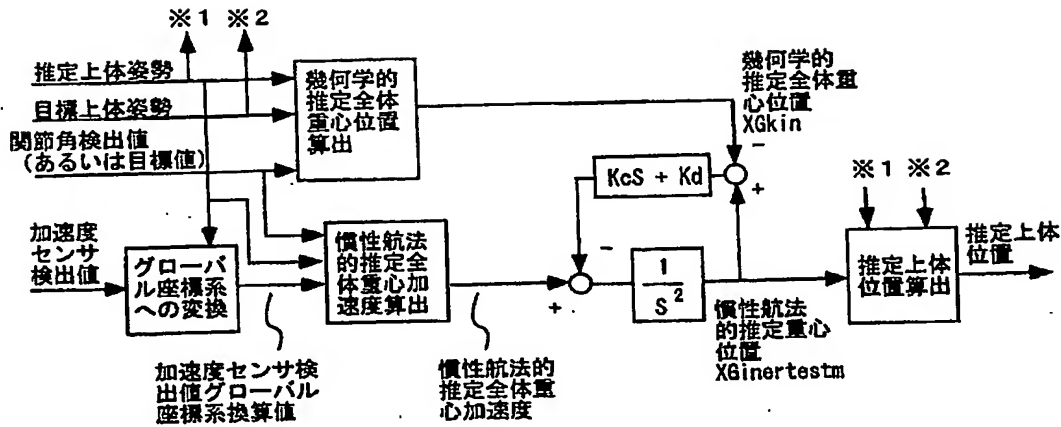 ※1 ※2
推定上体姿勢
目標上体姿勢
関節角検出値
(あるいは目標値)
幾何学的
推定全体
重心位置
算出
幾何学的
推定全体重
心位置
XGkin
-
KcS + Kd
+
※1 ※2
加速度
センサ
検出値
グローバ
ル座標系
への変換
慣性航法
的推定全
体重心加
速度算出
-
+
1
S²
推定上体
位置算出
推定上体
位置
加速度センサ検
出値グローバル
座標系換算値
慣性航法的
推定全体重
心加速度
慣性航法
的推定重心
位置
XGinertestm